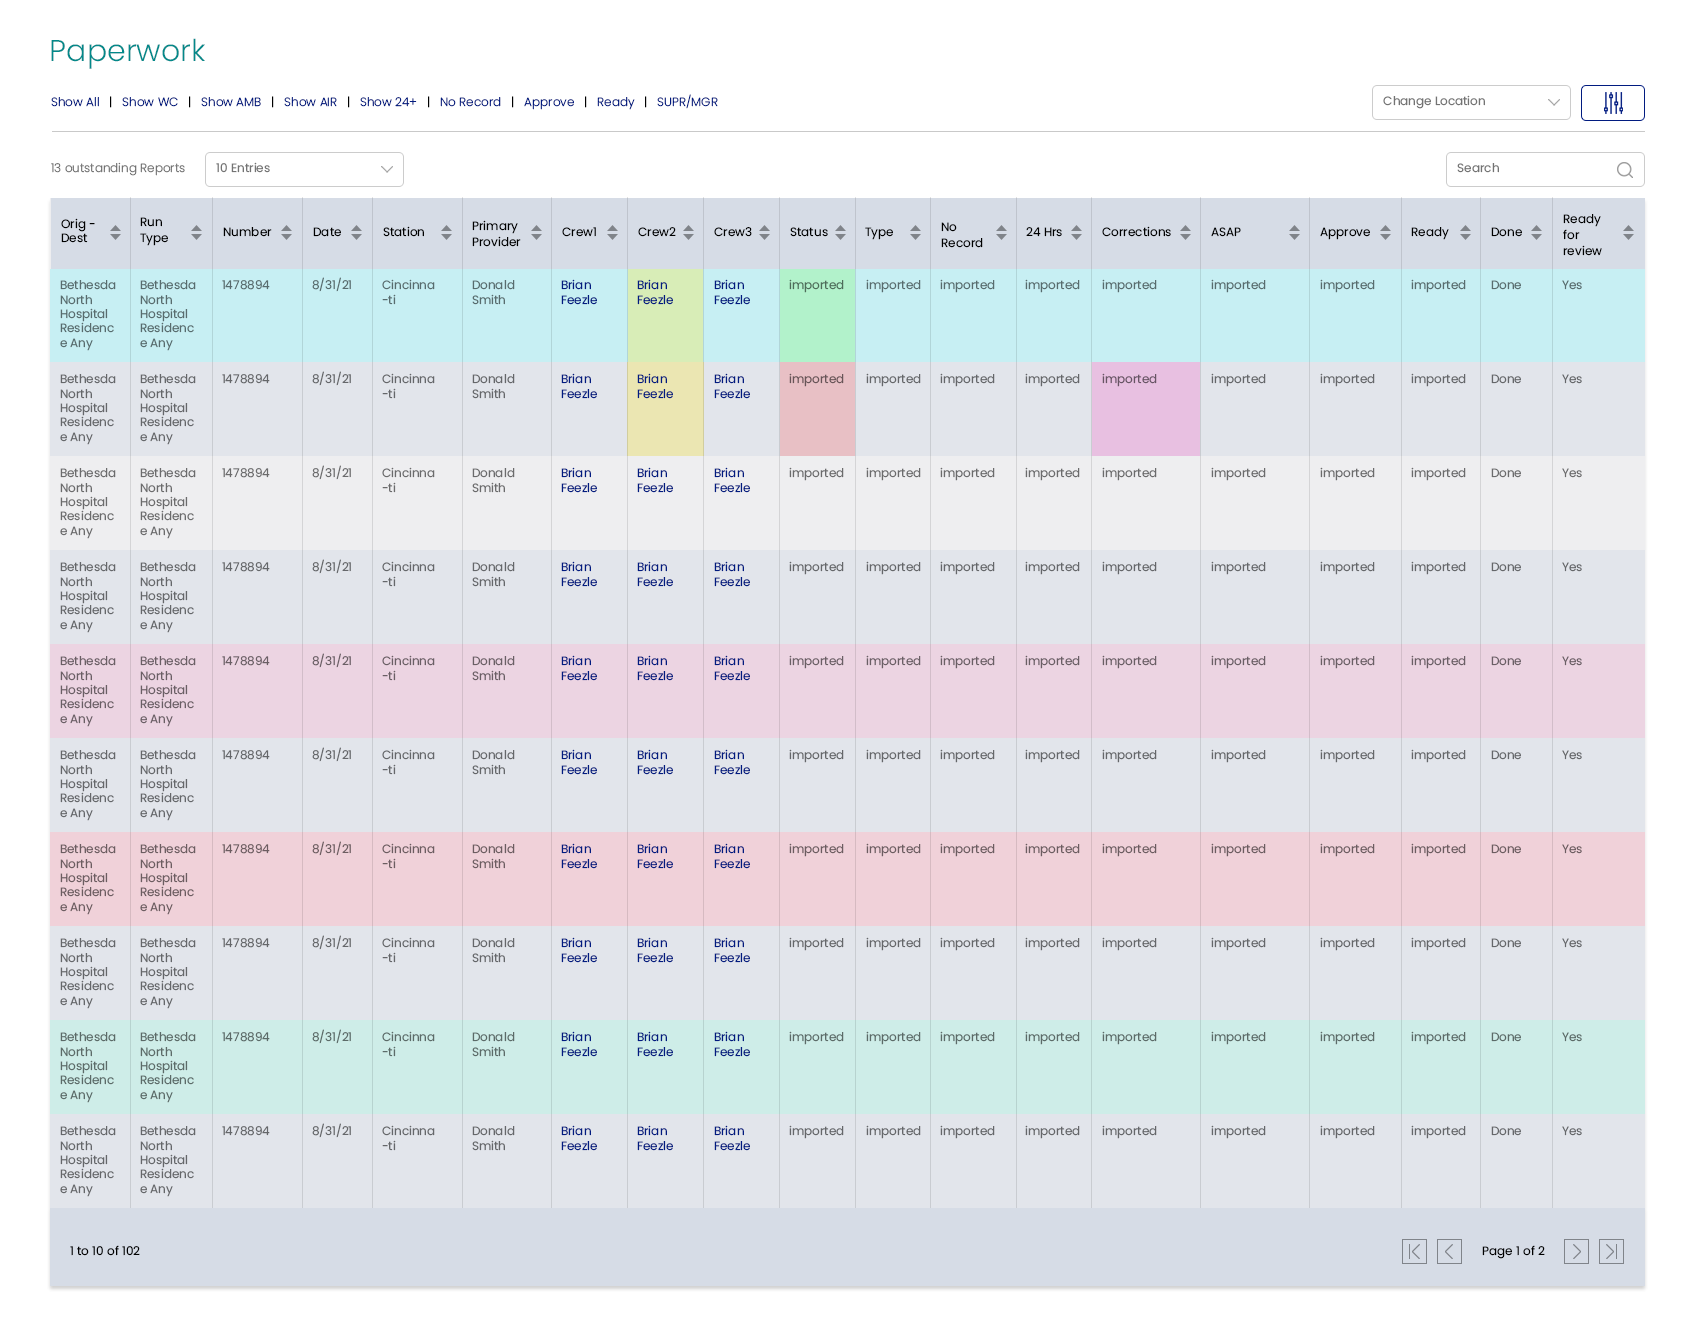 Paperwork
Show All | Show WC | Show AMB | Show AIR | Show 24+ | No Record | Approve | Ready | SUPR/MGR
Change Location
13 outstanding Reports
10 Entries
Search
Orig - Dest Run Type Number Date Station Primary Provider Crew1 Crew2 Crew3 Status Type No Record 24 Hrs Corrections ASAP Approve Ready Done Ready for review
Bethesda North Hospital Residenc e Any Bethesda North Hospital Residenc e Any 1478894 8/31/21 Cincinna -ti Donald Smith Brian Feezle Brian Feezle Brian Feezle imported imported imported imported imported imported imported imported Done Yes
Bethesda North Hospital Residenc e Any Bethesda North Hospital Residenc e Any 1478894 8/31/21 Cincinna -ti Donald Smith Brian Feezle Brian Feezle Brian Feezle imported imported imported imported imported imported imported imported Done Yes
Bethesda North Hospital Residenc e Any Bethesda North Hospital Residenc e Any 1478894 8/31/21 Cincinna -ti Donald Smith Brian Feezle Brian Feezle Brian Feezle imported imported imported imported imported imported imported imported Done Yes
Bethesda North Hospital Residenc e Any Bethesda North Hospital Residenc e Any 1478894 8/31/21 Cincinna -ti Donald Smith Brian Feezle Brian Feezle Brian Feezle imported imported imported imported imported imported imported imported Done Yes
Bethesda North Hospital Residenc e Any Bethesda North Hospital Residenc e Any 1478894 8/31/21 Cincinna -ti Donald Smith Brian Feezle Brian Feezle Brian Feezle imported imported imported imported imported imported imported imported Done Yes
Bethesda North Hospital Residenc e Any Bethesda North Hospital Residenc e Any 1478894 8/31/21 Cincinna -ti Donald Smith Brian Feezle Brian Feezle Brian Feezle imported imported imported imported imported imported imported imported Done Yes
Bethesda North Hospital Residenc e Any Bethesda North Hospital Residenc e Any 1478894 8/31/21 Cincinna -ti Donald Smith Brian Feezle Brian Feezle Brian Feezle imported imported imported imported imported imported imported imported Done Yes
Bethesda North Hospital Residenc e Any Bethesda North Hospital Residenc e Any 1478894 8/31/21 Cincinna -ti Donald Smith Brian Feezle Brian Feezle Brian Feezle imported imported imported imported imported imported imported imported Done Yes
Bethesda North Hospital Residenc e Any Bethesda North Hospital Residenc e Any 1478894 8/31/21 Cincinna -ti Donald Smith Brian Feezle Brian Feezle Brian Feezle imported imported imported imported imported imported imported imported Done Yes
Bethesda North Hospital Residenc e Any Bethesda North Hospital Residenc e Any 1478894 8/31/21 Cincinna -ti Donald Smith Brian Feezle Brian Feezle Brian Feezle imported imported imported imported imported imported imported imported Done Yes
1 to 10 of 102
Page 1 of 2